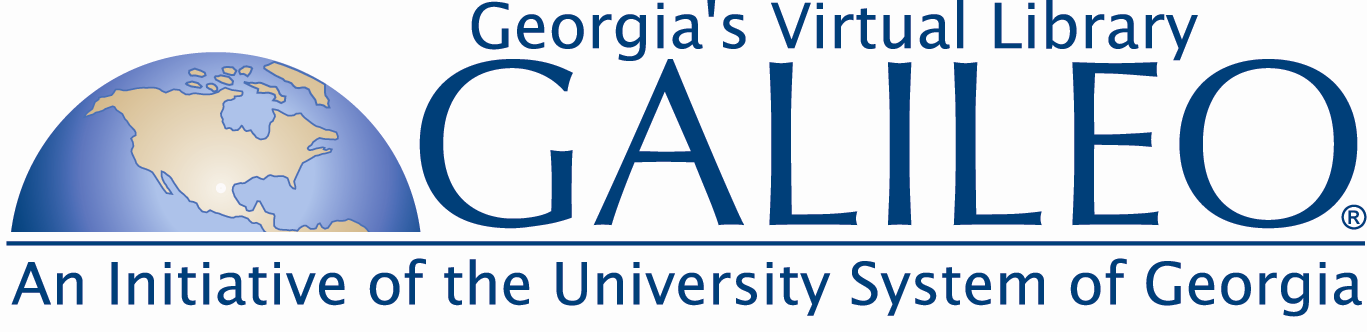 Georgia's Virtual Library
GALILEO®
An Initiative of the University System of Georgia